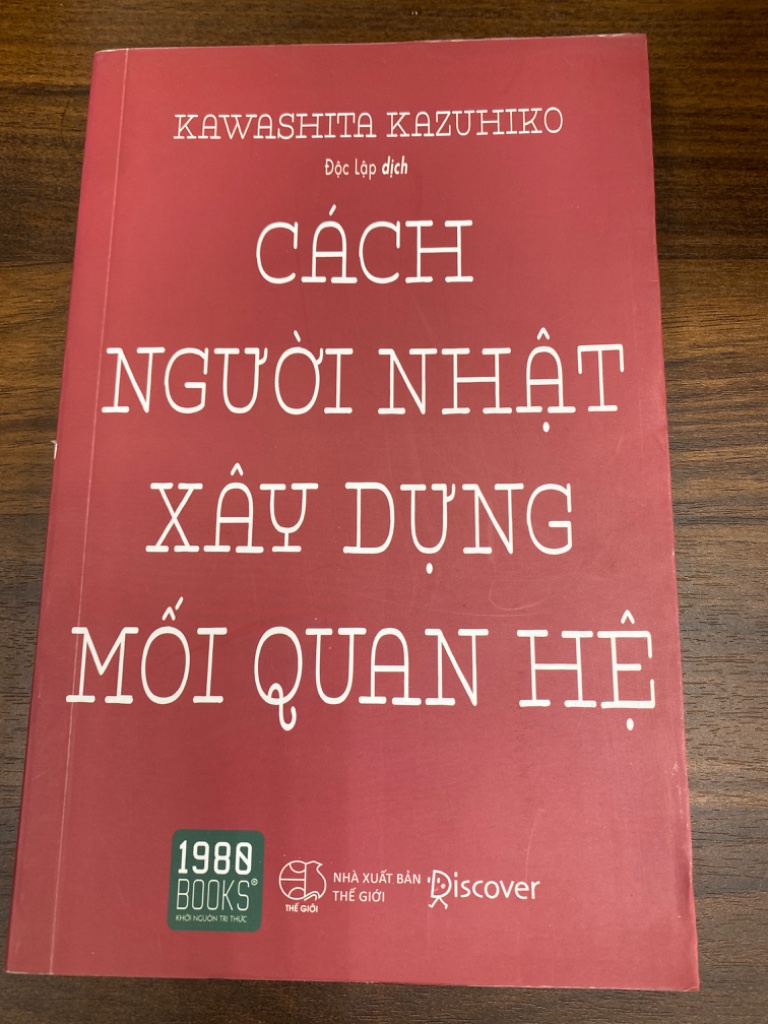 KAWASHITA KAZUHIKO
Độc Lập dịch
CÁCH
NGƯỜI NHẬT
XÂY DỰNG
MỐI QUAN HỆ
1980
BOOKS®
KHƠI NGUỒN TRI THỨC
THẾ GIỚI
NHÀ XUẤT BẢN
THẾ GIỚI
Discover